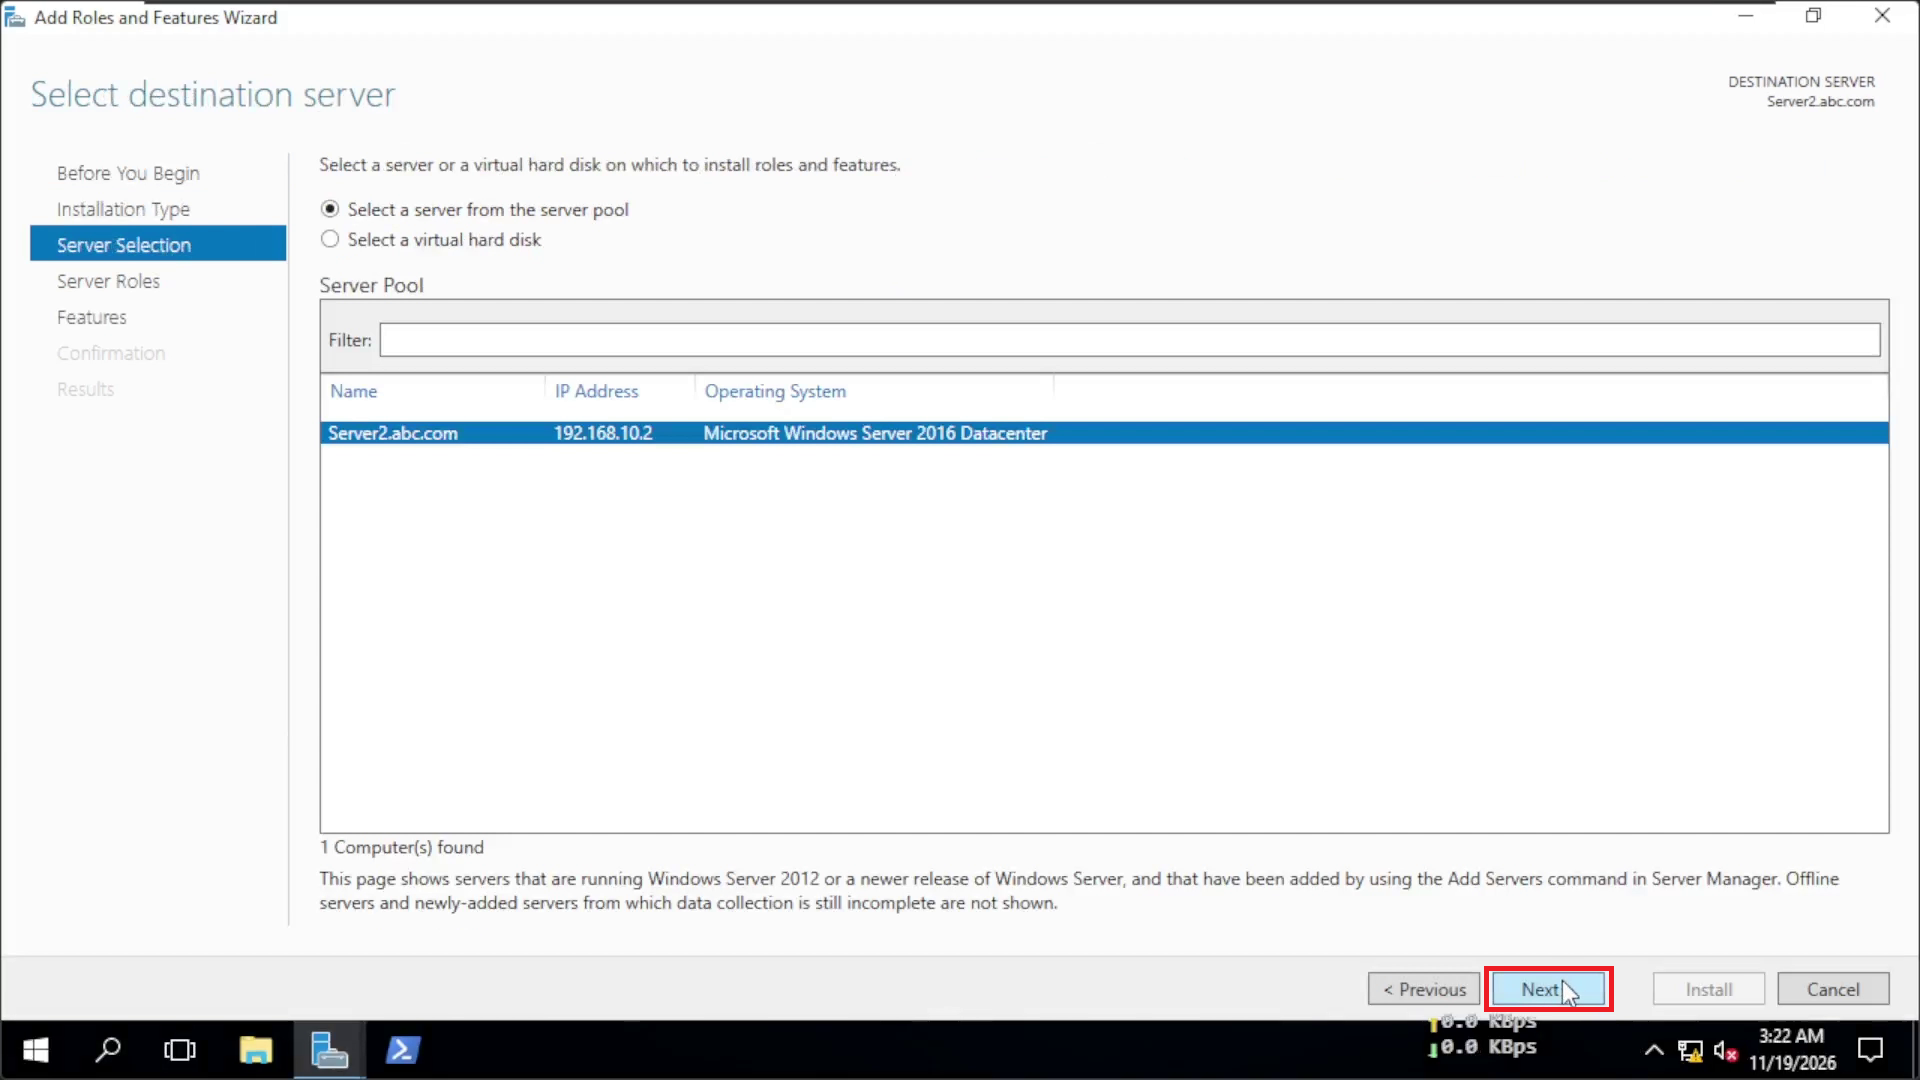 Add Roles and Features Wizard
Select destination server
DESTINATION SERVER
Server2.abc.com
Before You Begin
Installation Type
Server Selection
Server Roles
Features
Confirmation
Results
Select a server or a virtual hard disk on which to install roles and features.
Select a server from the server pool
Select a virtual hard disk
Server Pool
Filter:
Name IP Address Operating System
Server2.abc.com 192.168.10.2 Microsoft Windows Server 2016 Datacenter
1 Computer(s) found
This page shows servers that are running Windows Server 2012 or a newer release of Windows Server, and that have been added by using the Add Servers command in Server Manager. Offline
servers and newly-added servers from which data collection is still incomplete are not shown.
< Previous Next Install Cancel
0.0 KBps
0.0 KBps
3:22 AM
11/19/2026